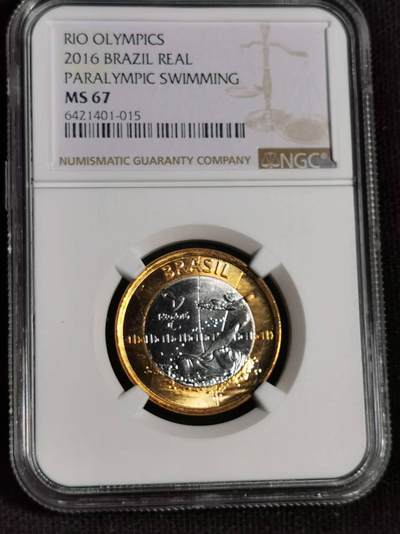 RIO OLYMPICS
2016 BRAZIL REAL
PARALYMPIC SWIMMING
MS 67
6421401-015
NUMISMATIC GUARANTY COMPANY NGC
BRASIL